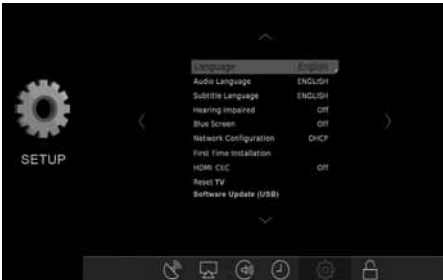 Language English
Audio Language ENGLISH
Subtitle Language ENGLISH
Hearing Impaired Off
Blue Screen Off
Network Configuration DHCP
First Time Installation
HDMI CEC Off
Reset TV
Software Update (USB)
SETUP